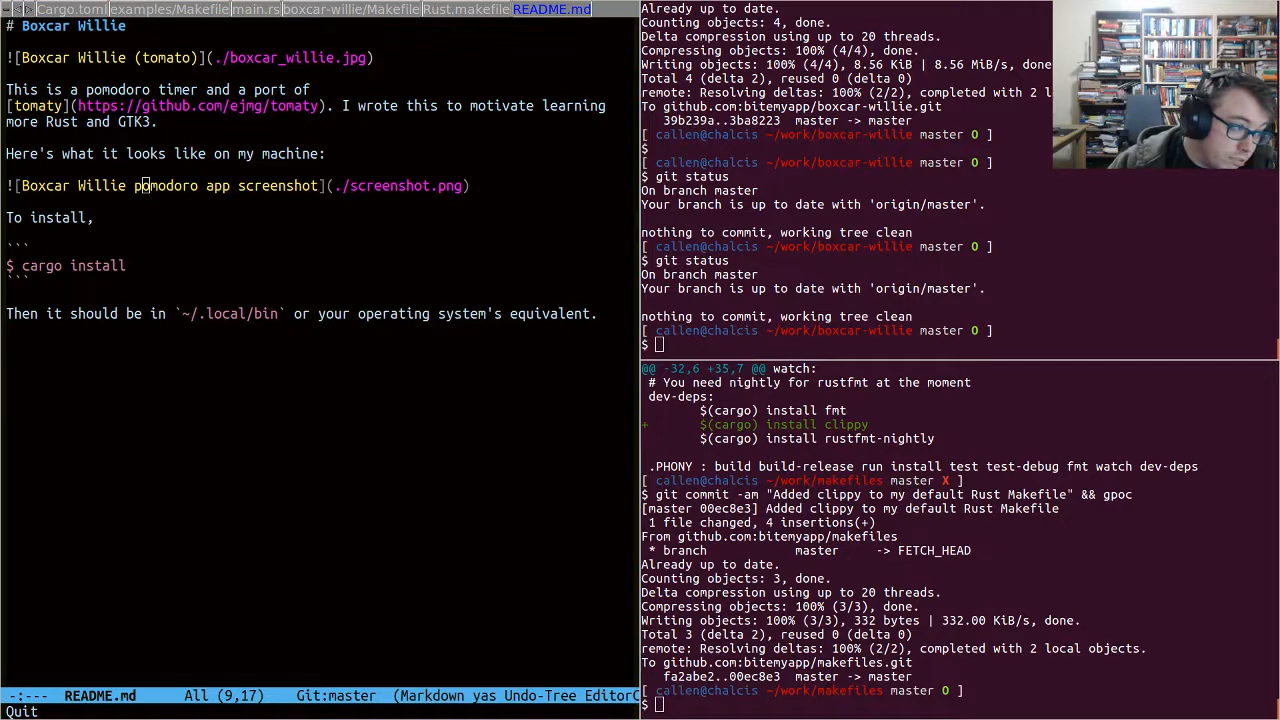 Cargo.toml examples/Makefile main.rs boxcar-willie/Makefile Rust.makefile README.md
# Boxcar Willie
![Boxcar Willie (tomato)](./boxcar_willie.jpg)
This is a pomodoro timer and a port of
[tomaty](https://github.com/ejmg/tomaty). I wrote this to motivate learning
more Rust and GTK3.
Here's what it looks like on my machine:
![Boxcar Willie pomodoro app screenshot](./screenshot.png)
To install,
```
$ cargo install
```
Then it should be in `~/.local/bin` or your operating system's equivalent.
-:--- README.md All (9,17) Git:master (Markdown yas Undo-Tree EditorC
Quit
Already up to date.
Counting objects: 4, done.
Delta compression using up to 20 threads.
Compressing objects: 100% (4/4), done.
Writing objects: 100% (4/4), 8.56 KiB | 8.56 MiB/s, done
Total 4 (delta 2), reused 0 (delta 0)
remote: Resolving deltas: 100% (2/2), completed with 2 l
To github.com:bitemyapp/boxcar-willie.git
39b239a..3ba8223 master -> master
[ callen@chalcis ~/work/boxcar-willie master O ]
$
[ callen@chalcis ~/work/boxcar-willie master O ]
$ git status
On branch master
Your branch is up to date with 'origin/master'.
nothing to commit, working tree clean
[ callen@chalcis ~/work/boxcar-willie master O ]
$ git status
On branch master
Your branch is up to date with 'origin/master'.
nothing to commit, working tree clean
[ callen@chalcis ~/work/boxcar-willie master O ]
$
@@ -32,6 +35,7 @@ watch:
# You need nightly for rustfmt at the moment
dev-deps:
$(cargo) install fmt
+ $(cargo) install clippy
$(cargo) install rustfmt-nightly
.PHONY : build build-release run install test test-debug fmt watch dev-deps
[ callen@chalcis ~/work/makefiles master X ]
$ git commit -am "Added clippy to my default Rust Makefile" && gpoc
[master 00ec8e3] Added clippy to my default Rust Makefile
1 file changed, 4 insertions(+)
From github.com:bitemyapp/makefiles
* branch master -> FETCH_HEAD
Already up to date.
Counting objects: 3, done.
Delta compression using up to 20 threads.
Compressing objects: 100% (3/3), done.
Writing objects: 100% (3/3), 332 bytes | 332.00 KiB/s, done.
Total 3 (delta 2), reused 0 (delta 0)
remote: Resolving deltas: 100% (2/2), completed with 2 local objects.
To github.com:bitemyapp/makefiles.git
fa2abe2..00ec8e3 master -> master
[ callen@chalcis ~/work/makefiles master O ]
$